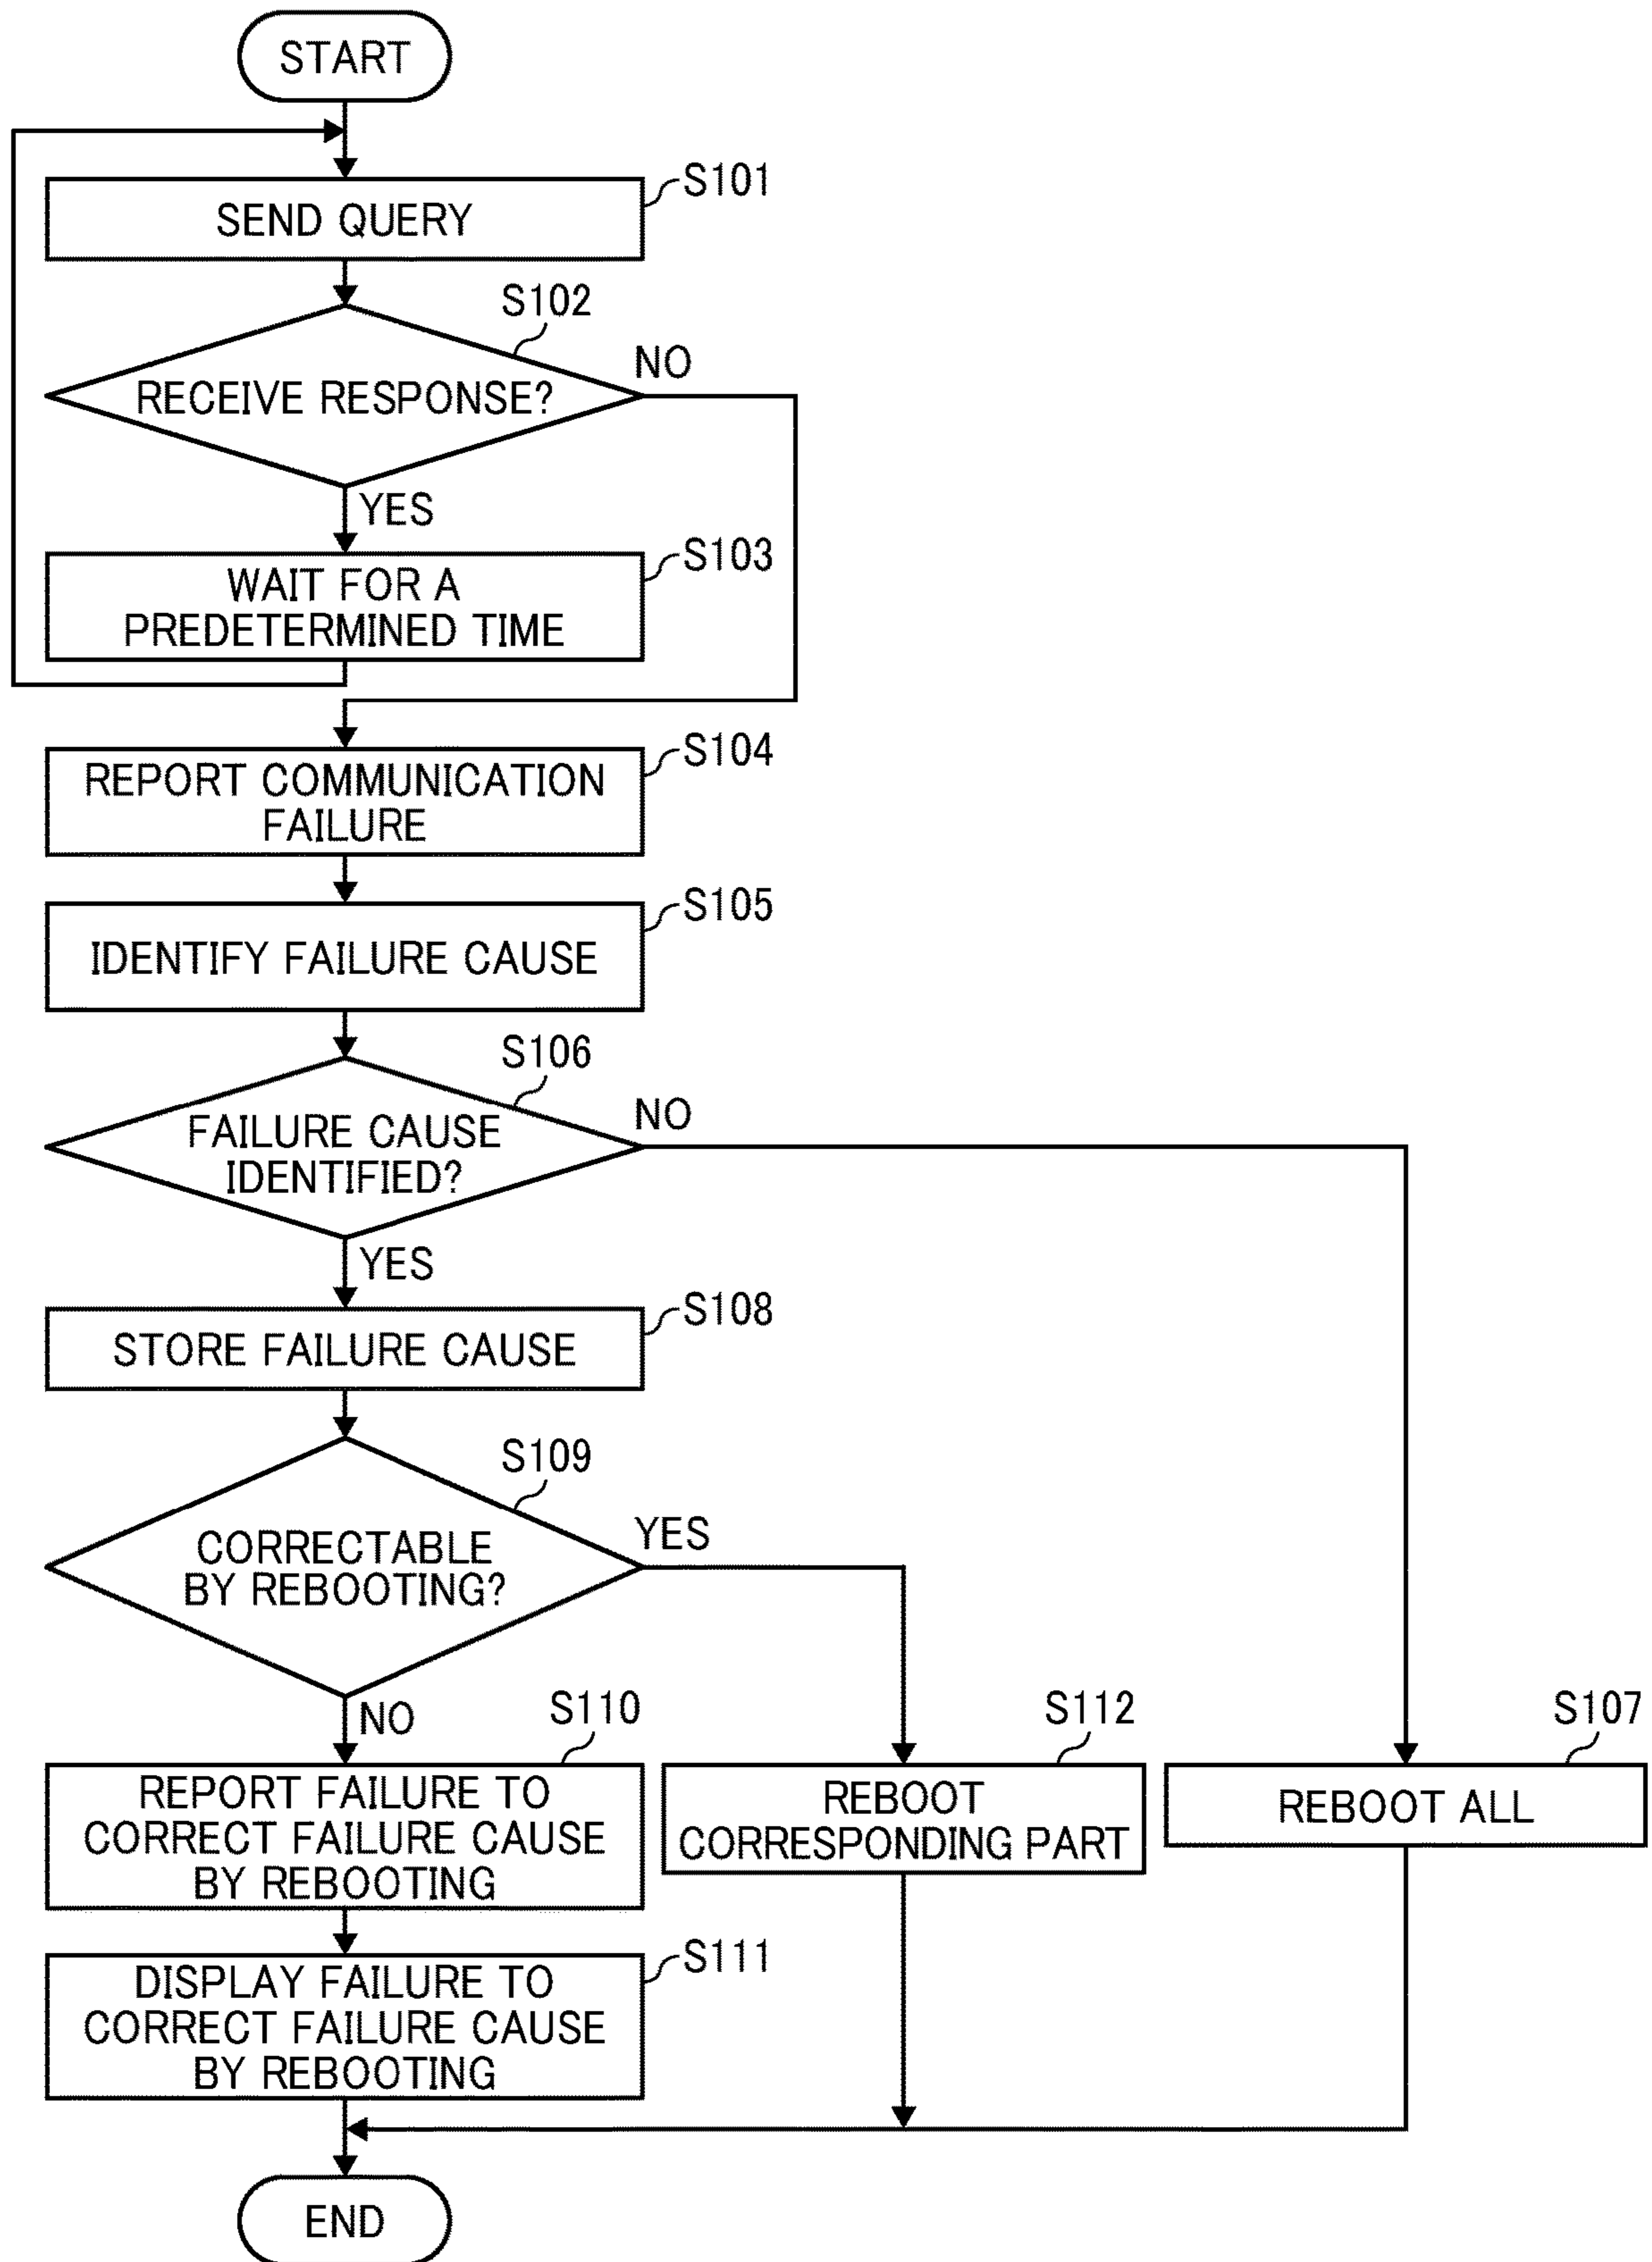 START
S101
SEND QUERY
S102
NO
RECEIVE RESPONSE?
YES
S103
WAIT FOR A
PREDETERMINED TIME
S104
REPORT COMMUNICATION
FAILURE
S105
IDENTIFY FAILURE CAUSE
S106
NO
FAILURE CAUSE
IDENTIFIED?
YES
S108
STORE FAILURE CAUSE
S109
YES
CORRECTABLE
BY REBOOTING?
NO
S110
REPORT FAILURE TO
CORRECT FAILURE CAUSE
BY REBOOTING
S112
REBOOT
CORRESPONDING PART
S107
REBOOT ALL
S111
DISPLAY FAILURE TO
CORRECT FAILURE CAUSE
BY REBOOTING
END